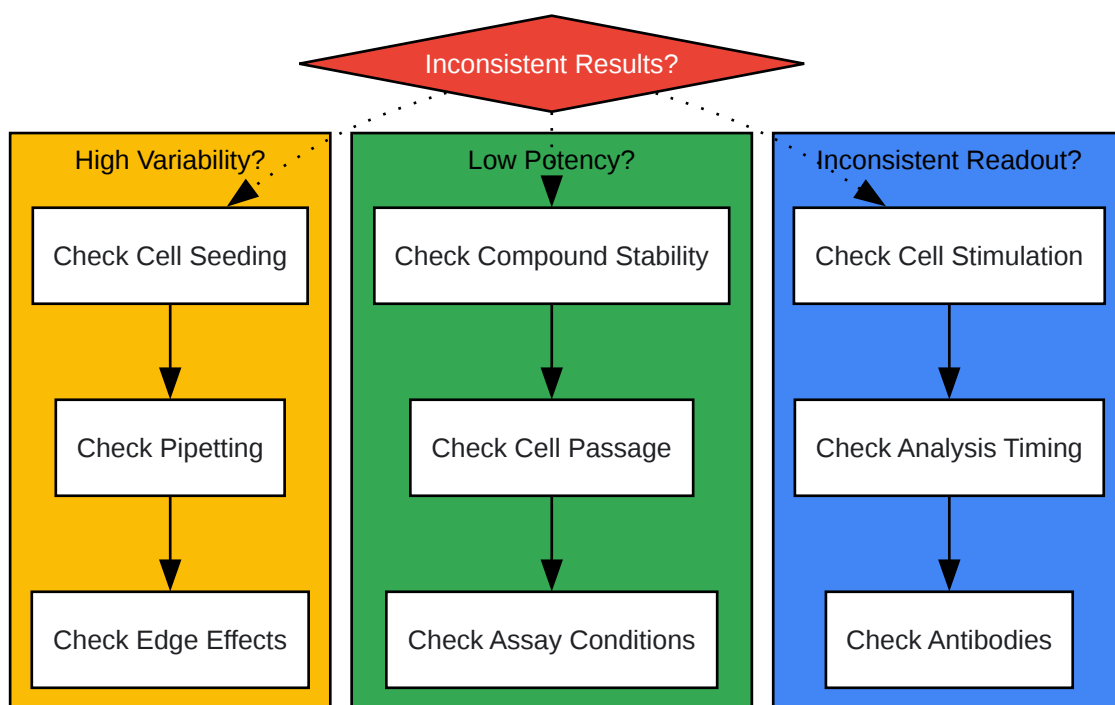 Inconsistent Results?
High Variability?
Check Cell Seeding
Check Pipetting
Check Edge Effects
Low Potency?
Check Compound Stability
Check Cell Passage
Check Assay Conditions
Inconsistent Readout?
Check Cell Stimulation
Check Analysis Timing
Check Antibodies